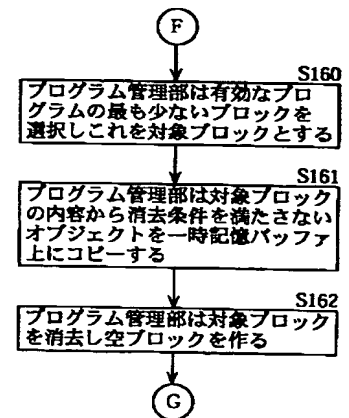 F
S160
プログラム管理部は有効なプロ
グラムの最も少ないブロックを
選択しこれを対象ブロックとする
S161
プログラム管理部は対象ブロック
の内容から消去条件を満たさない
オブジェクトを一時記憶バッファ
上にコピーする
S162
プログラム管理部は対象ブロック
を消去し空ブロックを作る
G